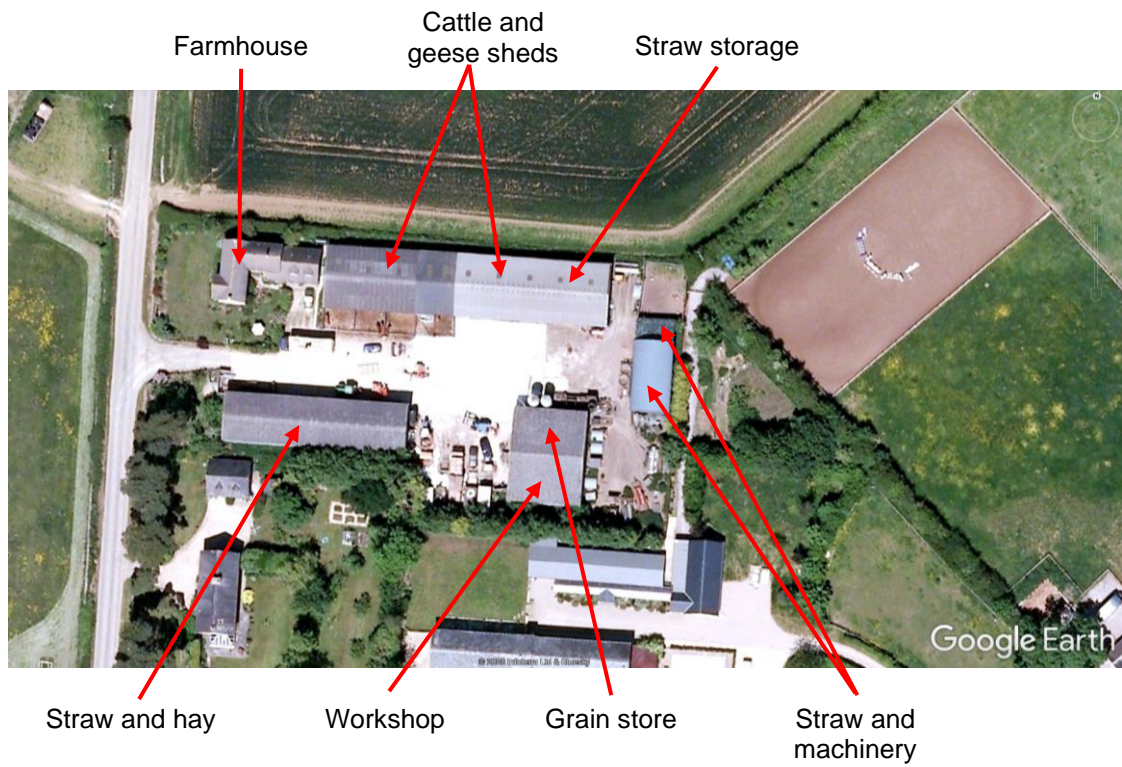 Farmhouse
Cattle and
geese sheds
Straw storage
N
Google Earth
Straw and hay
Workshop
Grain store
Straw and
machinery